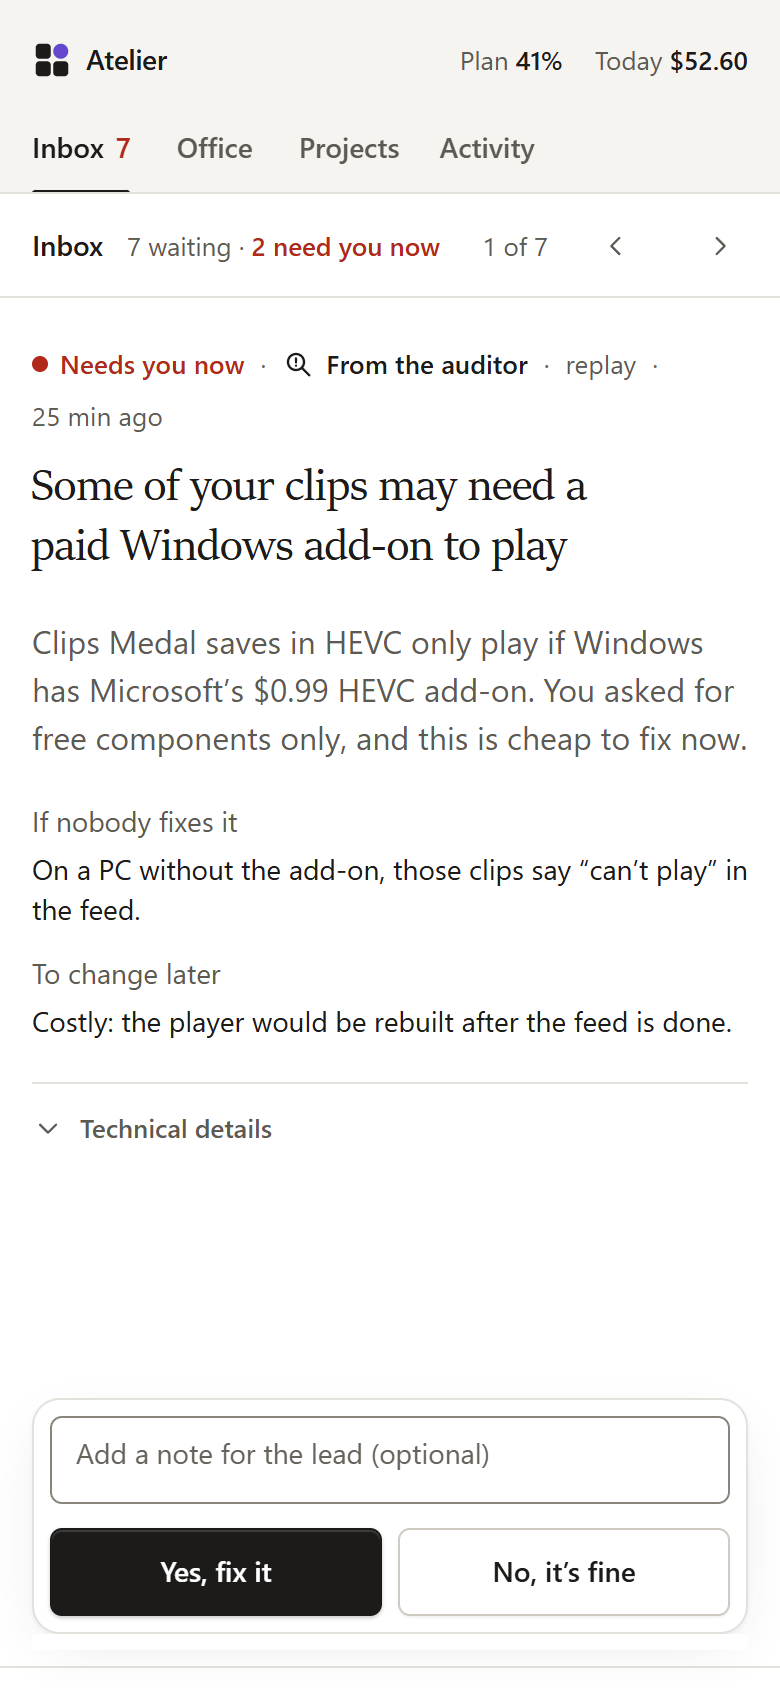 Atelier
Plan 41% Today $52.60
Inbox 7 Office Projects Activity
Inbox 7 waiting · 2 need you now 1 of 7
Needs you now · From the auditor · replay ·
25 min ago
Some of your clips may need a
paid Windows add-on to play
Clips Medal saves in HEVC only play if Windows
has Microsoft’s $0.99 HEVC add-on. You asked for
free components only, and this is cheap to fix now.
If nobody fixes it
On a PC without the add-on, those clips say “can’t play” in
the feed.
To change later
Costly: the player would be rebuilt after the feed is done.
Technical details
Add a note for the lead (optional)
Yes, fix it
No, it’s fine